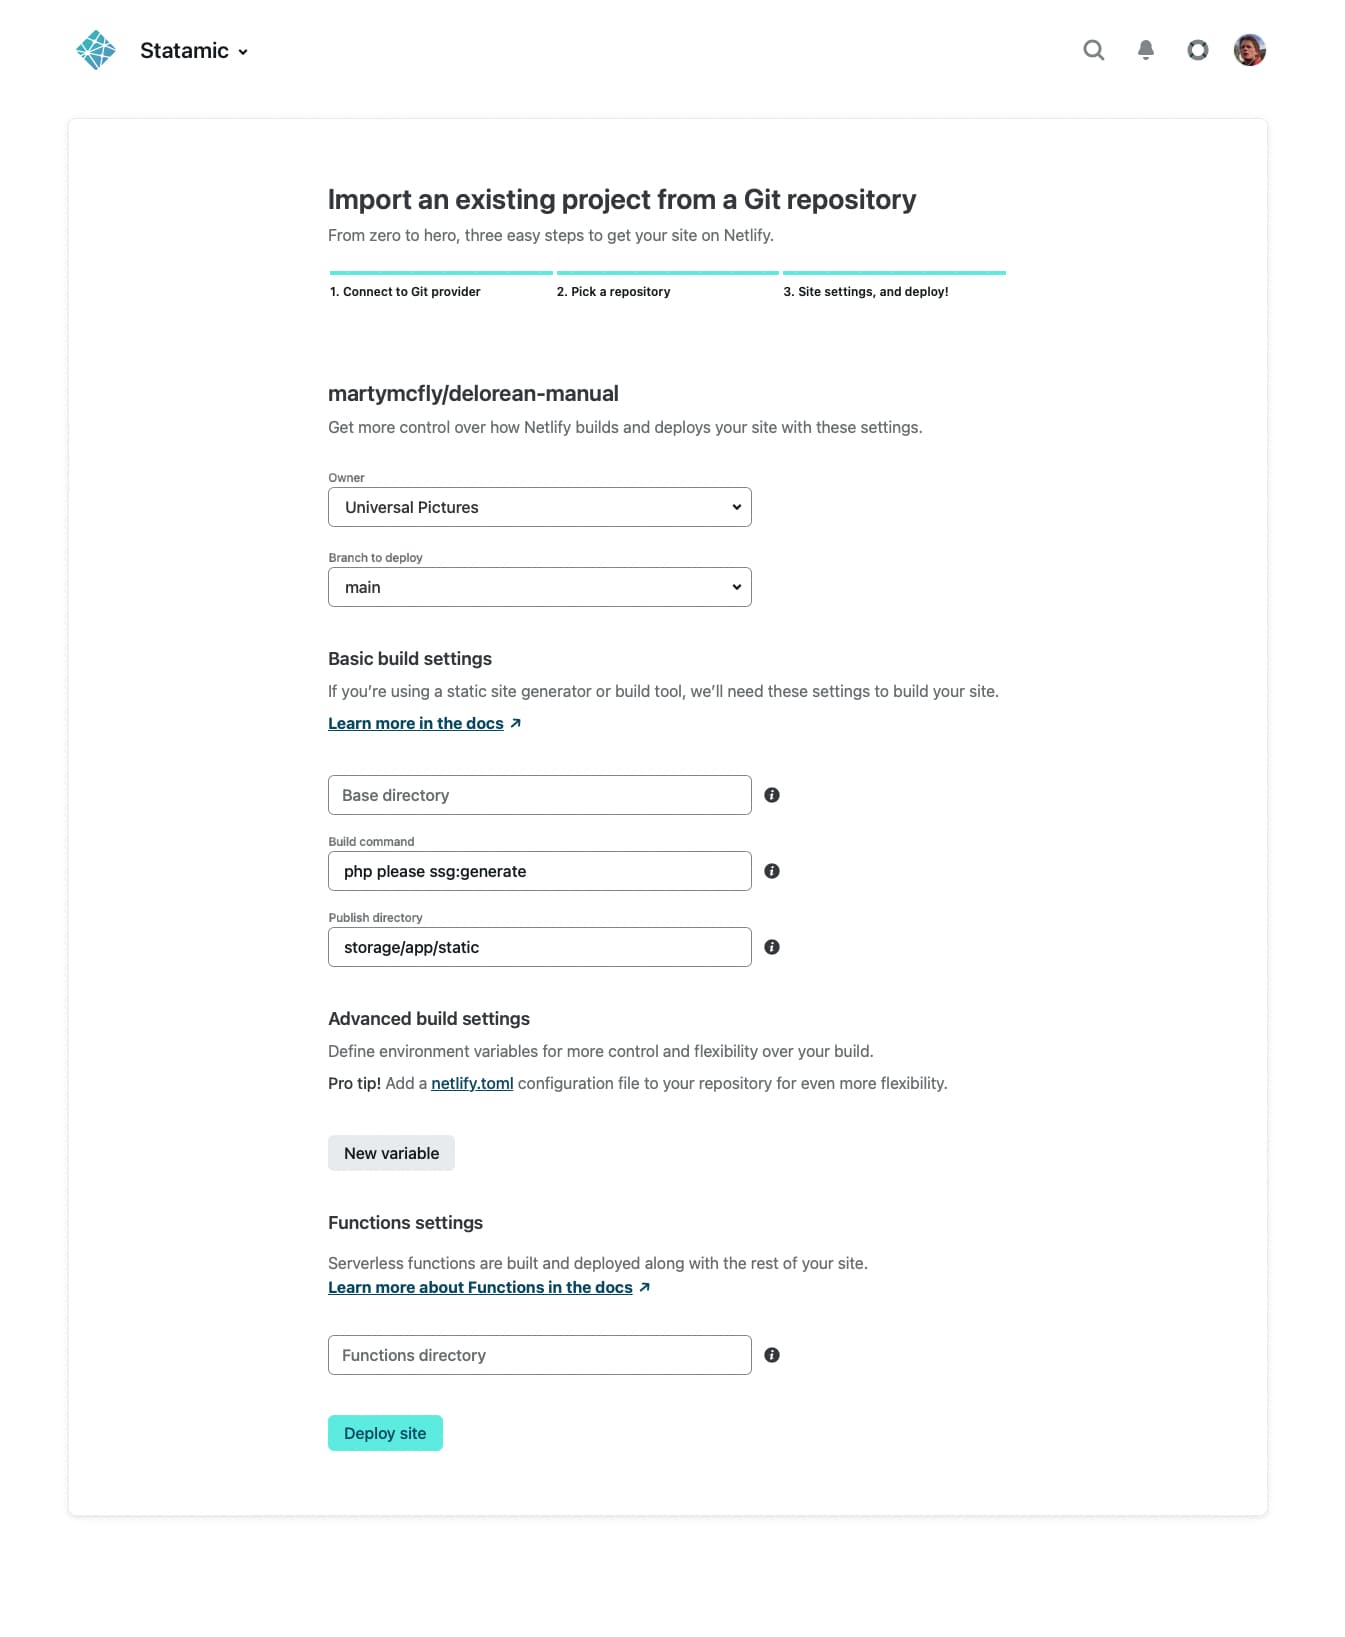 Statamic
Import an existing project from a Git repository
From zero to hero, three easy steps to get your site on Netlify.
1. Connect to Git provider
2. Pick a repository
3. Site settings, and deploy!
martymcfly/delorean-manual
Get more control over how Netlify builds and deploys your site with these settings.
Owner
Universal Pictures
Branch to deploy
main
Basic build settings
If you’re using a static site generator or build tool, we’ll need these settings to build your site.
Learn more in the docs
Base directory
Build command
php please ssg:generate
Publish directory
storage/app/static
Advanced build settings
Define environment variables for more control and flexibility over your build.
Pro tip! Add a netlify.toml configuration file to your repository for even more flexibility.
New variable
Functions settings
Serverless functions are built and deployed along with the rest of your site.
Learn more about Functions in the docs
Functions directory
Deploy site